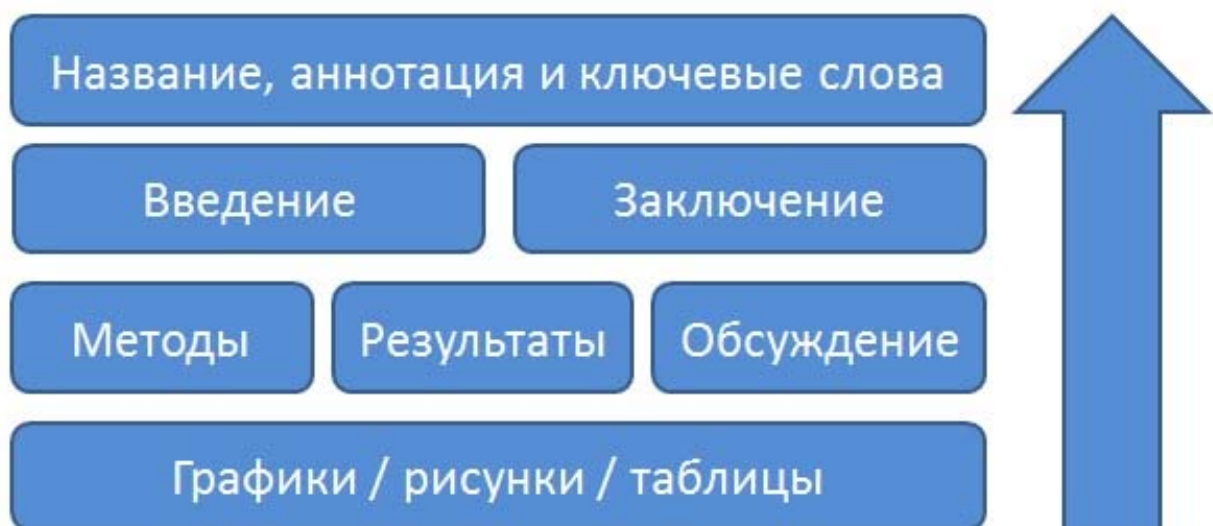 Название, аннотация и ключевые слова
Введение
Заключение
Методы
Результаты
Обсуждение
Графики / рисунки / таблицы